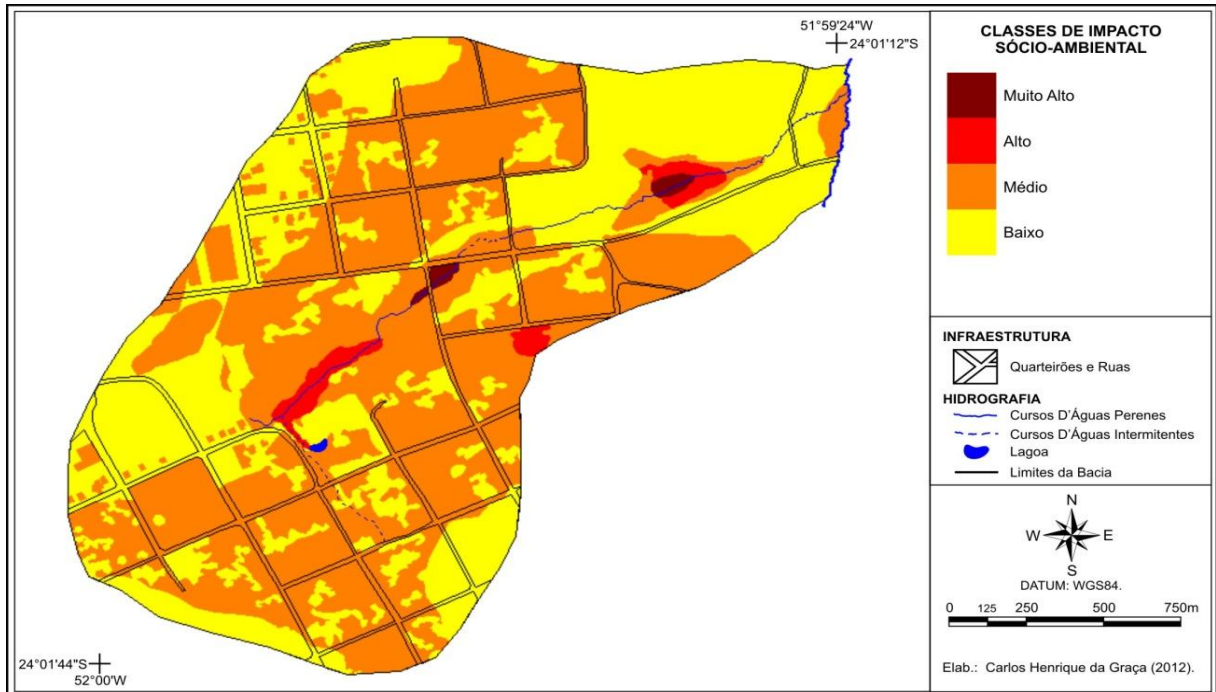 51°59'24"W
24°01'12"S
24°01'44"S
52°00'W
CLASSES DE IMPACTO
SÓCIO-AMBIENTAL
Muito Alto
Alto
Médio
Baixo
INFRAESTRUTURA
Quarteirões e Ruas
HIDROGRAFIA
Cursos D'Águas Perenes
Cursos D'Águas Intermitentes
Lagoa
Limites da Bacia
N
W E
S
DATUM: WGS84.
0 125 250 500 750m
Elab.: Carlos Henrique da Graça (2012).